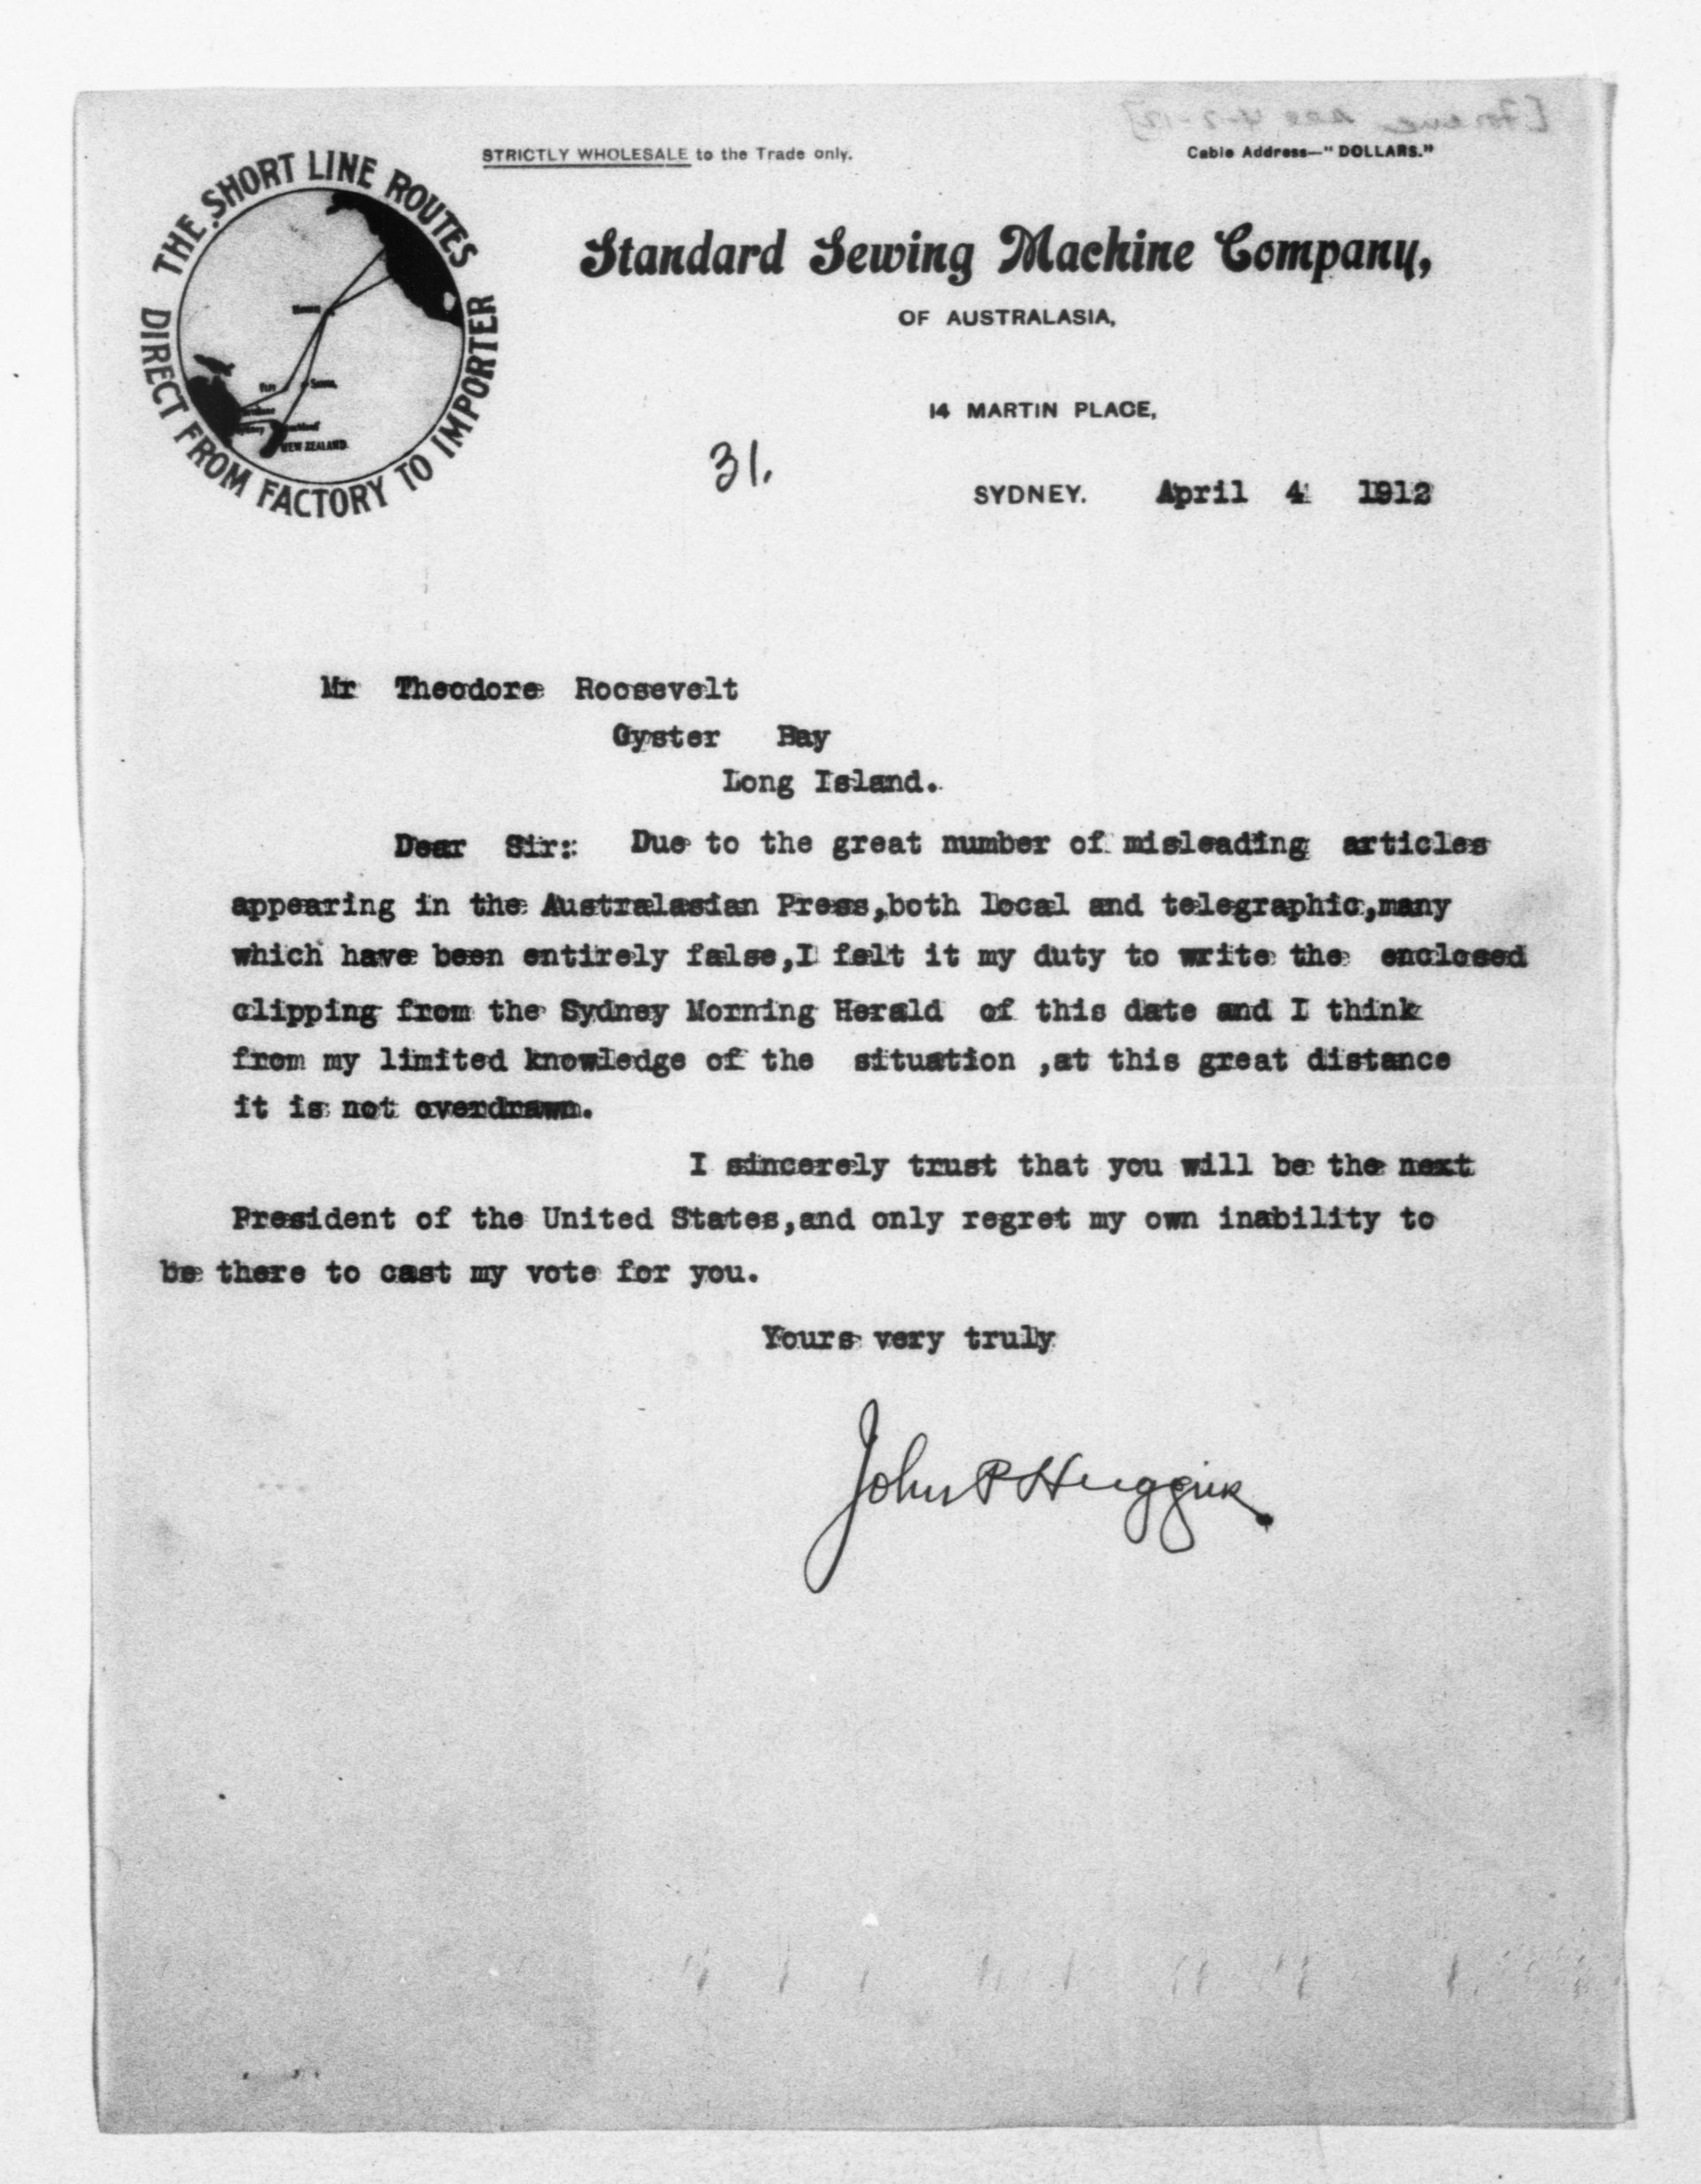 STRICTLY WHOLESALE to the Trade only.
Cable Address—"DOLLARS."
THE SHORT LINE ROUTES
DIRECT FROM FACTORY TO IMPORTER
NEW ZEALAND
Standard Sewing Machine Company,
OF AUSTRALASIA,
14 MARTIN PLACE,
31.
SYDNEY. April 4 1912
Mr Theodore Roosevelt
Oyster Bay
Long Island.
Dear Sir: Due to the great number of misleading articles
appearing in the Australasian Press,both local and telegraphic,many
which have been entirely false,I felt it my duty to write the enclosed
clipping from the Sydney Morning Herald of this date and I think
from my limited knowledge of the situation ,at this great distance
it is not overdrawn.
I sincerely trust that you will be the next
President of the United States,and only regret my own inability to
be there to cast my vote for you.
Yours very truly
John P